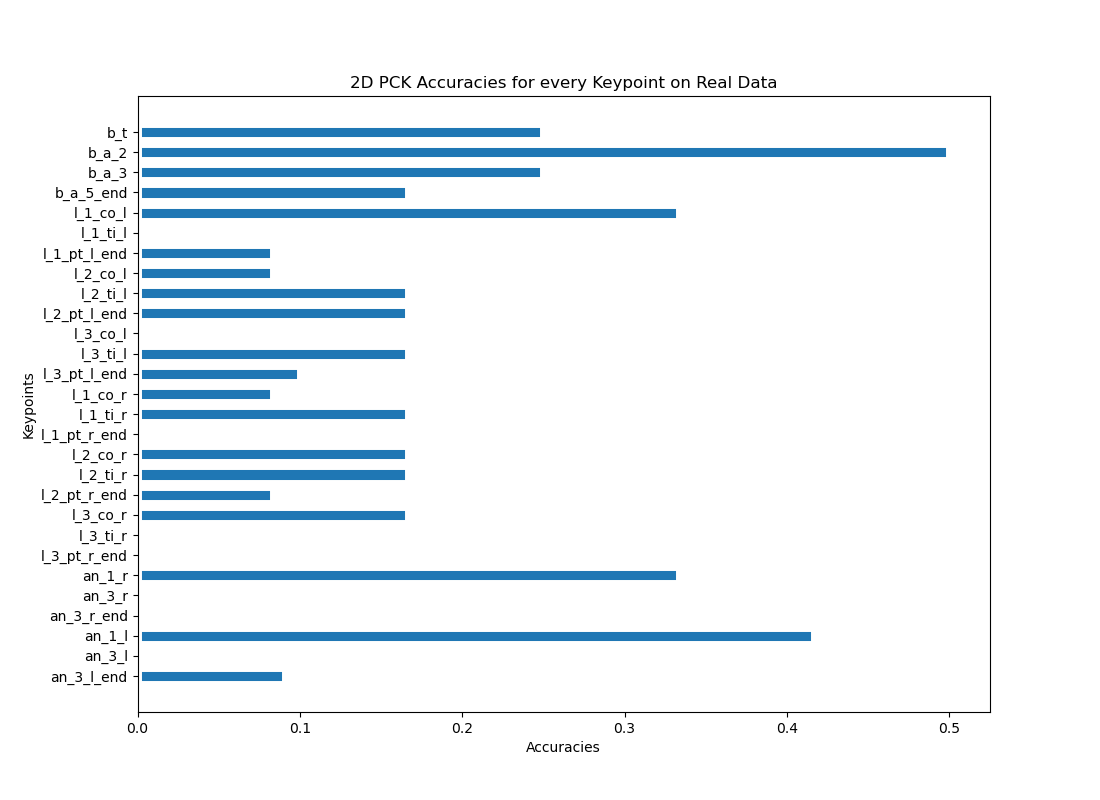 2D PCK Accuracies for every Keypoint on Real Data
b_t
b_a_2
b_a_3
b_a_5_end
l_1_co_l
l_1_ti_l
l_1_pt_l_end
l_2_co_l
l_2_ti_l
l_2_pt_l_end
l_3_co_l
l_3_ti_l
l_3_pt_l_end
l_1_co_r
l_1_ti_r
l_1_pt_r_end
l_2_co_r
l_2_ti_r
l_2_pt_r_end
l_3_co_r
l_3_ti_r
l_3_pt_r_end
an_1_r
an_3_r
an_3_r_end
an_1_l
an_3_l
an_3_l_end
Keypoints
0.0 0.1 0.2 0.3 0.4 0.5
Accuracies